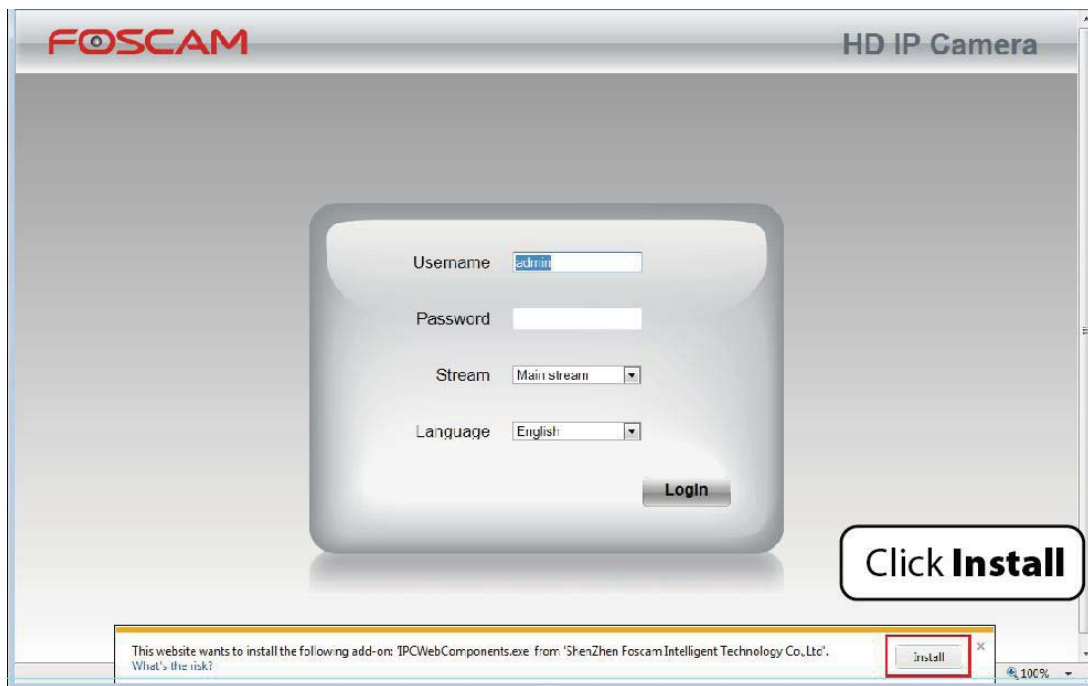 FOSCAM
HD IP Camera
Username
admin
Password
Stream
Main stream
Language
English
Login
Click Install
This website wants to install the following add-on: 'IPCWebComponents.exe' from 'ShenZhen Foscam Intelligent Technology Co,.Ltd'.
What's the risk?
Install
×
100%